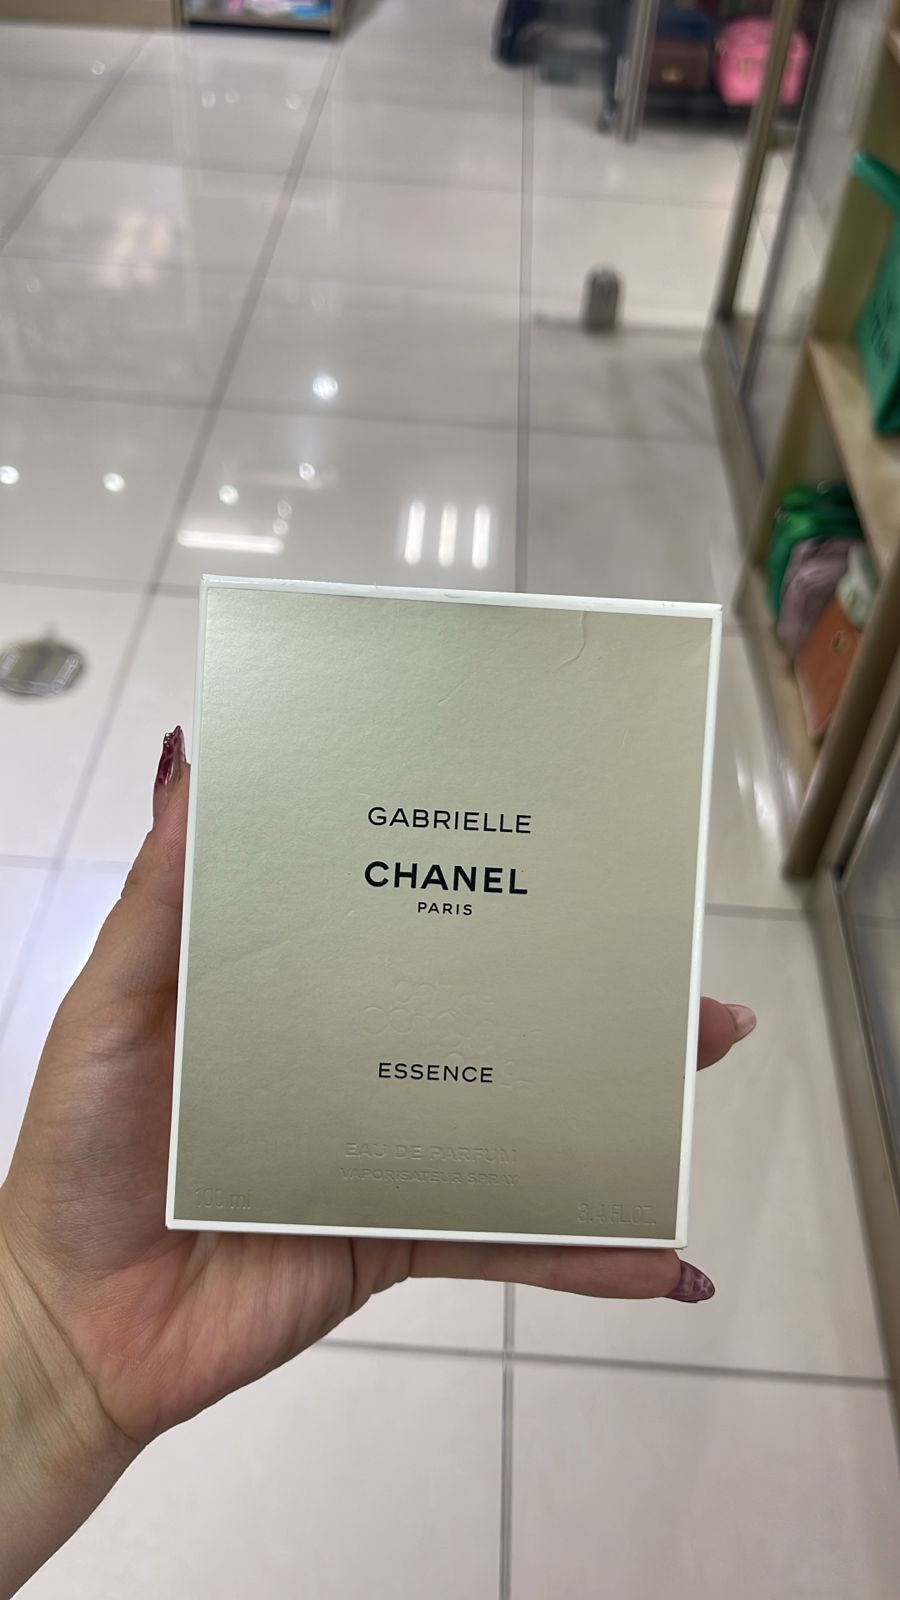 GABRIELLE
CHANEL
PARIS
ESSENCE
EAU DE PARFUM
VAPORISATEUR SPRAY
100 ml
3.4 FL.OZ.